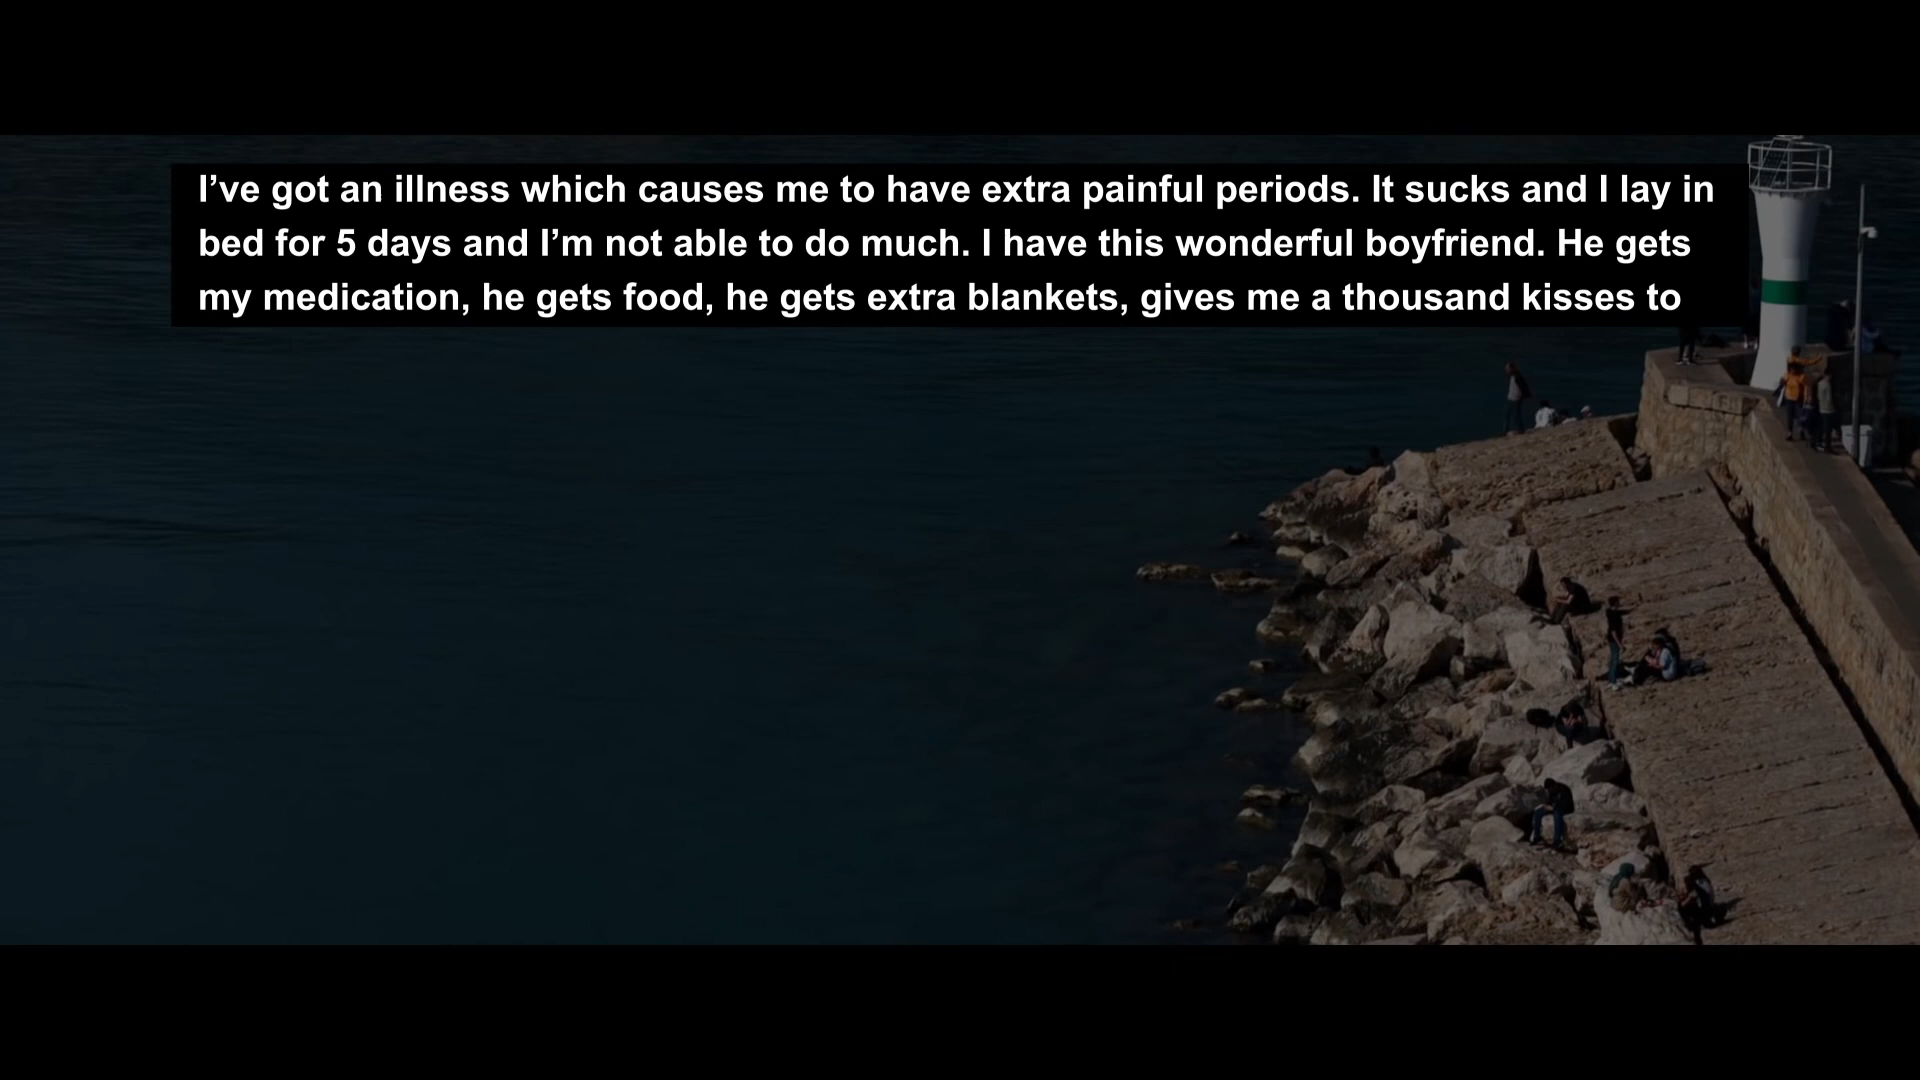 I’ve got an illness which causes me to have extra painful periods. It sucks and I lay in
bed for 5 days and I’m not able to do much. I have this wonderful boyfriend. He gets
my medication, he gets food, he gets extra blankets, gives me a thousand kisses to